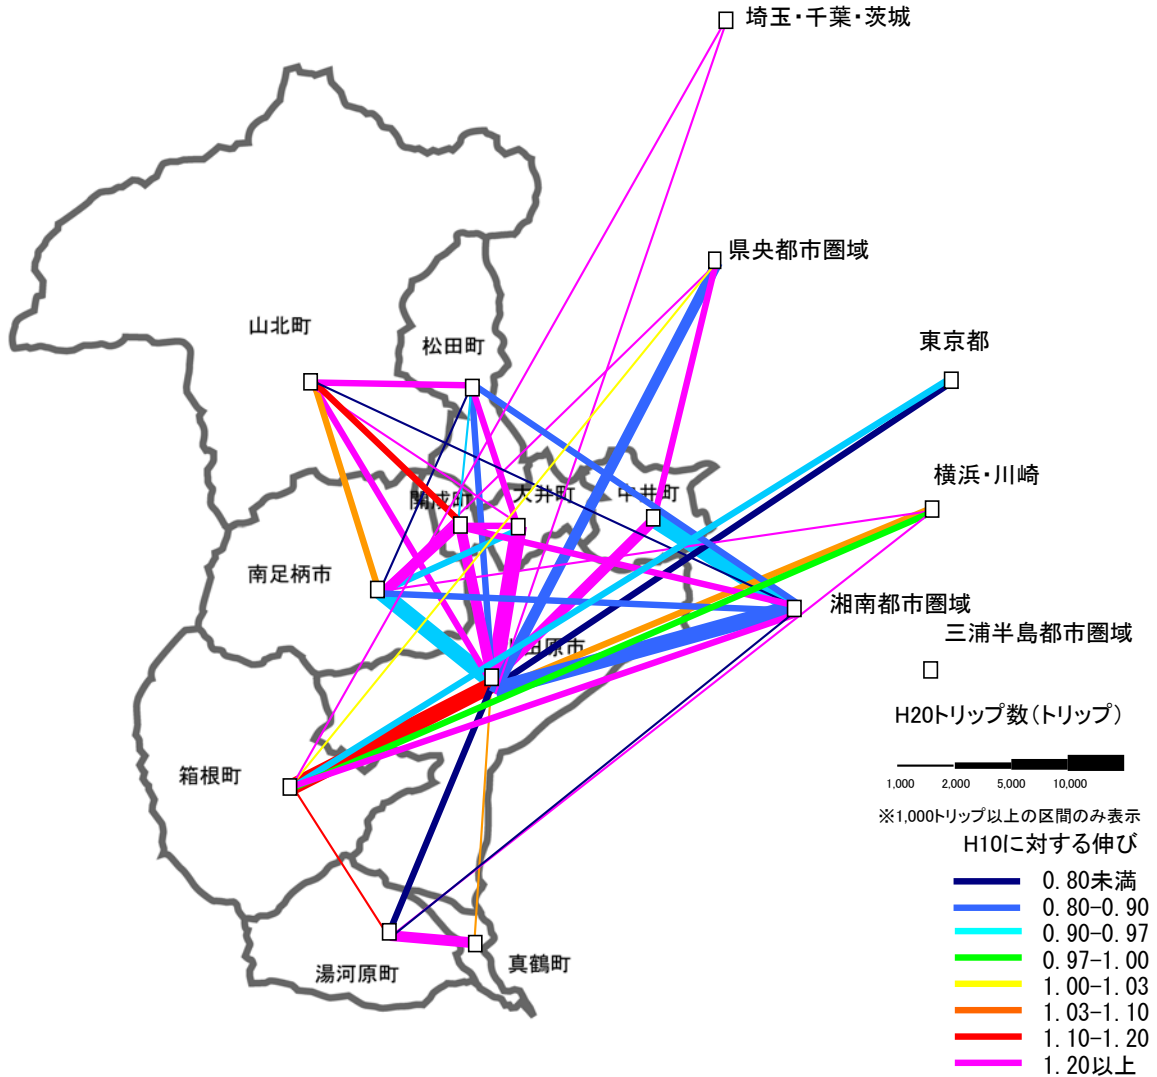 埼玉・千葉・茨城
県央都市圏域
山北町
松田町
東京都
横浜・川崎
開成町
大井町
中井町
南足柄市
湘南都市圏域
小田原市
三浦半島都市圏域
H20トリップ数(トリップ)
箱根町
1,000 2,000 5,000 10,000
※1,000トリップ以上の区間のみ表示
H10に対する伸び
0.80未満
0.80-0.90
0.90-0.97
0.97-1.00
1.00-1.03
1.03-1.10
1.10-1.20
1.20以上
真鶴町
湯河原町